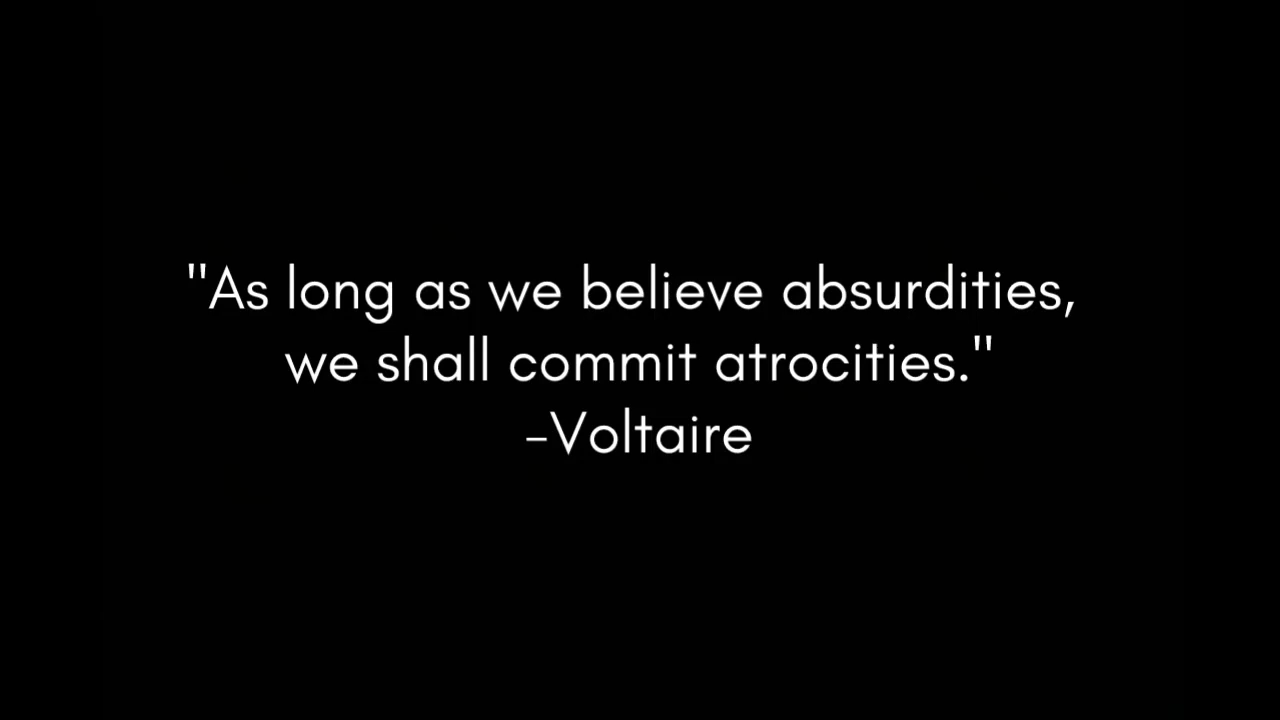 "As long as we believe absurdities,
we shall commit atrocities."
-Voltaire